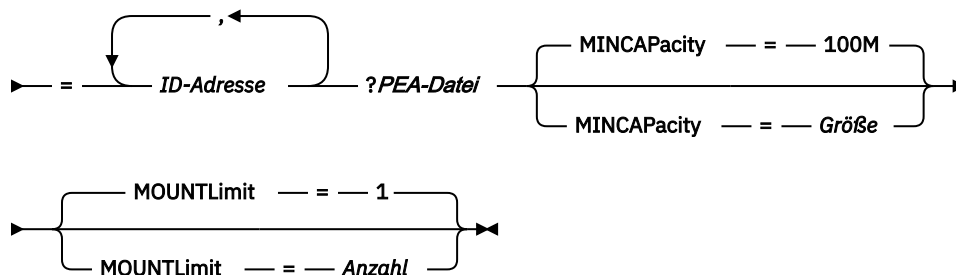 ,
= ID-Adresse ?PEA-Datei
MINCAPacity = 100M
MINCAPacity = Größe
MOUNTLimit = 1
MOUNTLimit = Anzahl